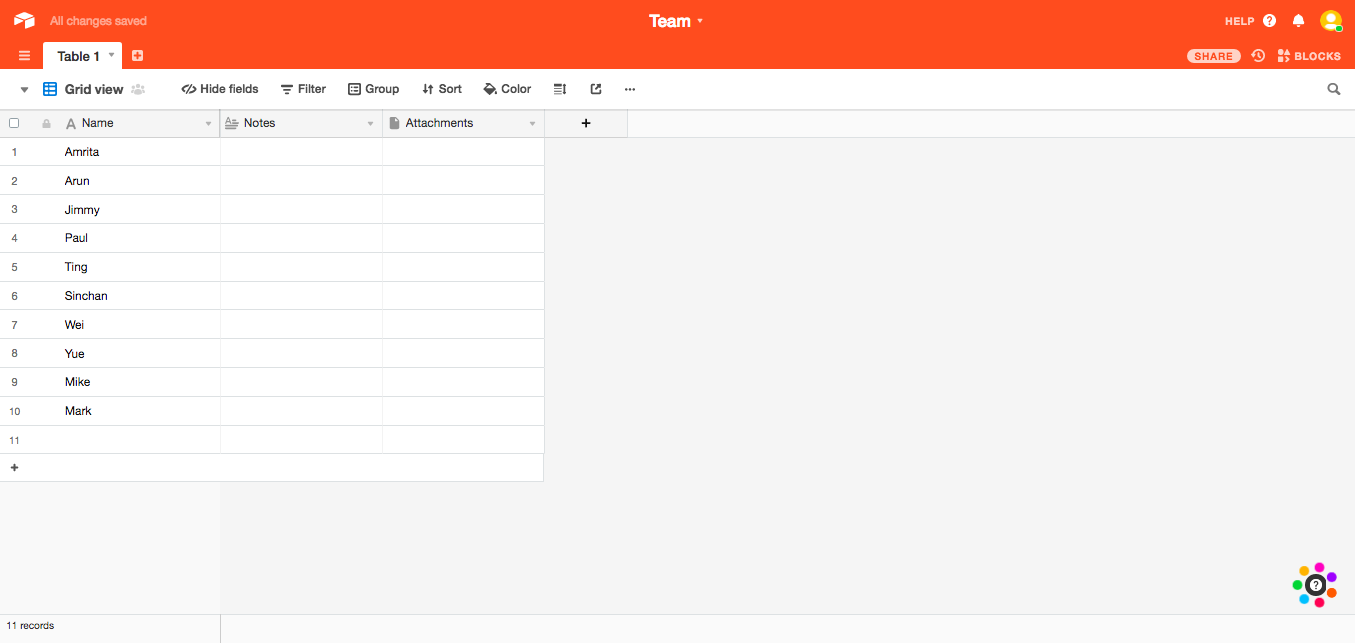 All changes saved
Team
HELP ?
Table 1
SHARE
BLOCKS
Grid view
Hide fields
Filter
Group
Sort
Color
A Name
A Notes
Attachments
1 Amrita
2 Arun
3 Jimmy
4 Paul
5 Ting
6 Sinchan
7 Wei
8 Yue
9 Mike
10 Mark
11
?
11 records